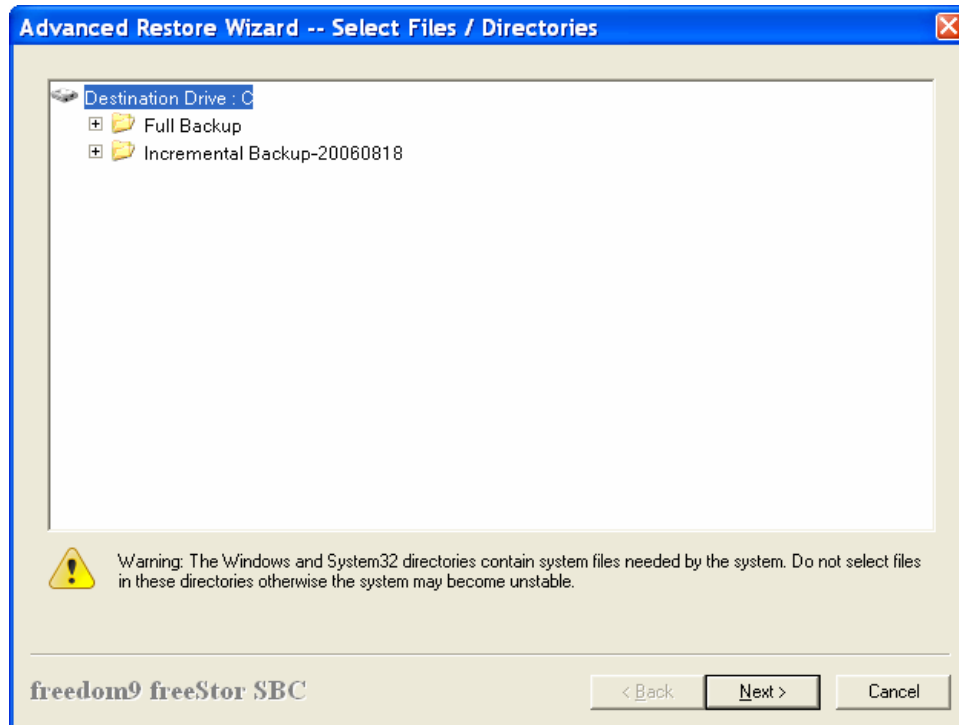 Advanced Restore Wizard -- Select Files / Directories
Destination Drive : C
Full Backup
Incremental Backup-20060818
Warning: The Windows and System32 directories contain system files needed by the system. Do not select files
in these directories otherwise the system may become unstable.
freedom9 freeStor SBC
< Back
Next >
Cancel